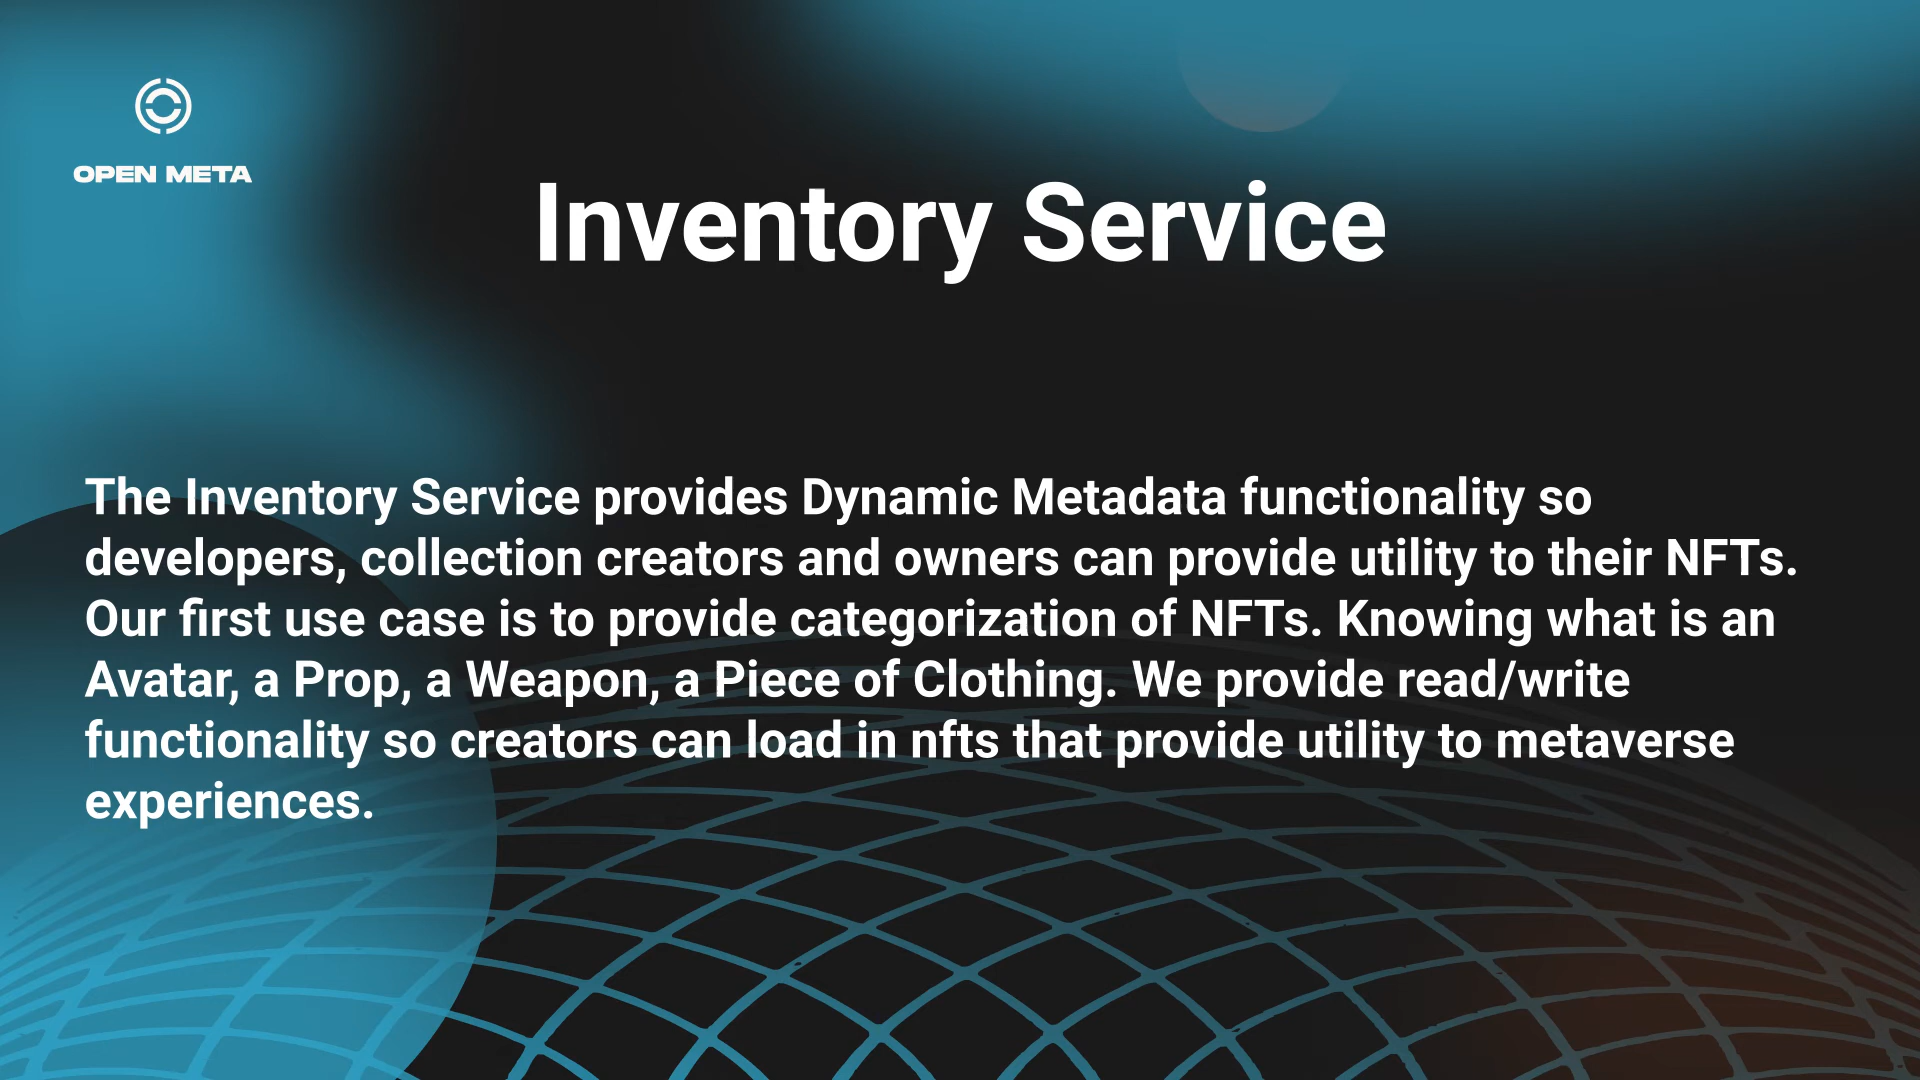 OPEN META
Inventory Service
The Inventory Service provides Dynamic Metadata functionality so
developers, collection creators and owners can provide utility to their NFTs.
Our first use case is to provide categorization of NFTs. Knowing what is an
Avatar, a Prop, a Weapon, a Piece of Clothing. We provide read/write
functionality so creators can load in nfts that provide utility to metaverse
experiences.